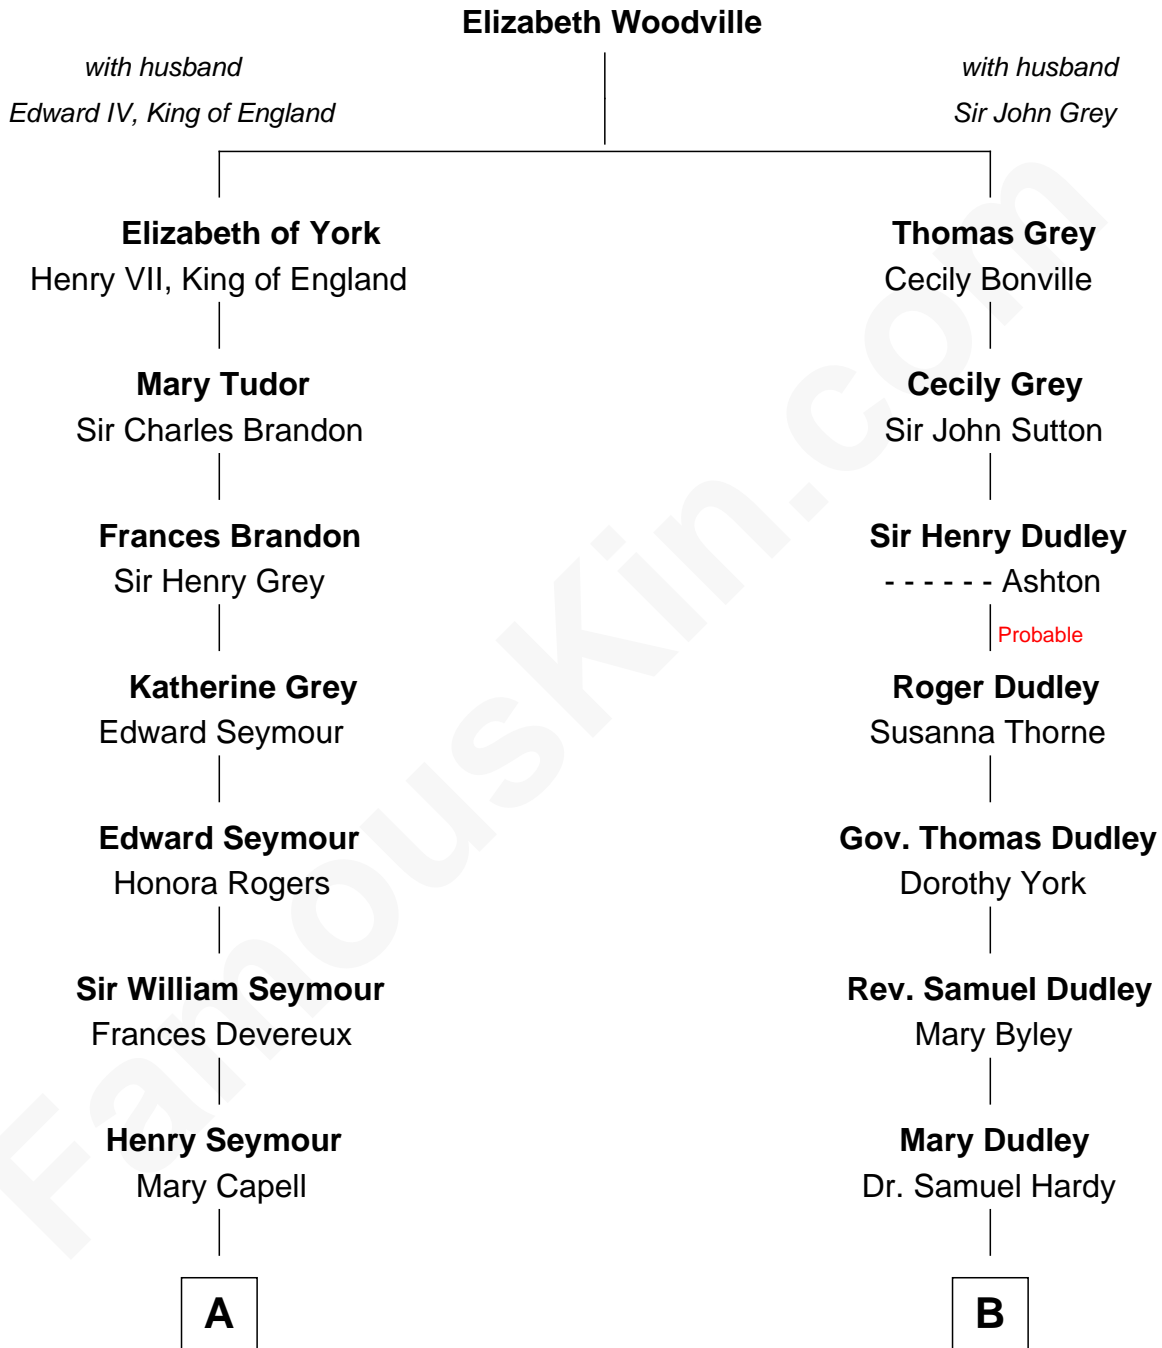 Elizabeth Woodville
with husband
Edward IV, King of England
with husband
Sir John Grey
Elizabeth of York
Henry VII, King of England
Thomas Grey
Cecily Bonville
Mary Tudor
Sir Charles Brandon
Cecily Grey
Sir John Sutton
Frances Brandon
Sir Henry Grey
Sir Henry Dudley
- - - - - - Ashton
Probable
Katherine Grey
Edward Seymour
Roger Dudley
Susanna Thorne
Edward Seymour
Honora Rogers
Gov. Thomas Dudley
Dorothy York
Sir William Seymour
Frances Devereux
Rev. Samuel Dudley
Mary Byley
Henry Seymour
Mary Capell
Mary Dudley
Dr. Samuel Hardy
A
B
FamousKin.com